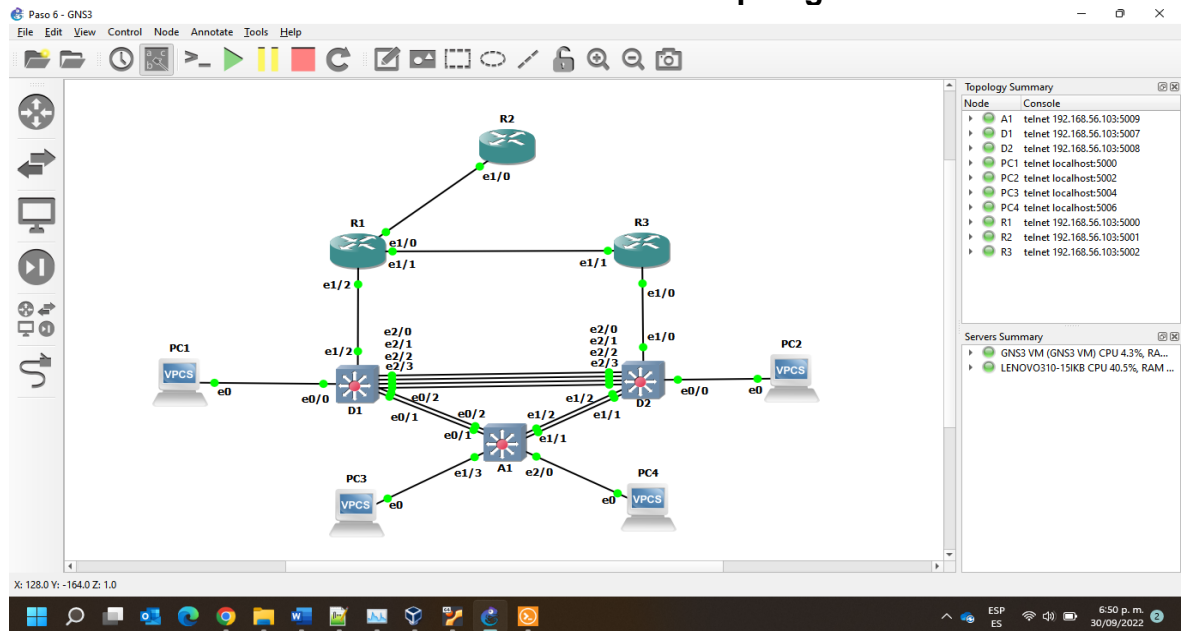 Paso 6 - GNS3
File Edit View Control Node Annotate Tools Help
Topology Summary
Node Console
A1 telnet 192.168.56.103:5009
D1 telnet 192.168.56.103:5007
D2 telnet 192.168.56.103:5008
PC1 telnet localhost:5000
PC2 telnet localhost:5002
PC3 telnet localhost:5004
PC4 telnet localhost:5006
R1 telnet 192.168.56.103:5000
R2 telnet 192.168.56.103:5001
R3 telnet 192.168.56.103:5002
Servers Summary
GNS3 VM (GNS3 VM) CPU 4.3%, RA...
LENOVO310-15IKB CPU 40.5%, RAM ...
R2
e1/0
R1
R3
e1/0
e1/1
e1/1
e1/2
e1/0
e2/0
e2/1
e2/2
e2/3
e2/0
e2/1
e2/2
e2/3
e1/0
e1/2
PC1
VPCS
e0
e0/0
D1
PC2
VPCS
e0
e0/0
D2
e0/2
e0/1
e0/2
e0/1
e1/2
e1/1
e1/2
e1/1
A1
e1/3
e2/0
PC3
VPCS
e0
PC4
VPCS
e0
X: 128.0 Y: -164.0 Z: 1.0
ESP
ES
6:50 p. m.
30/09/2022
2